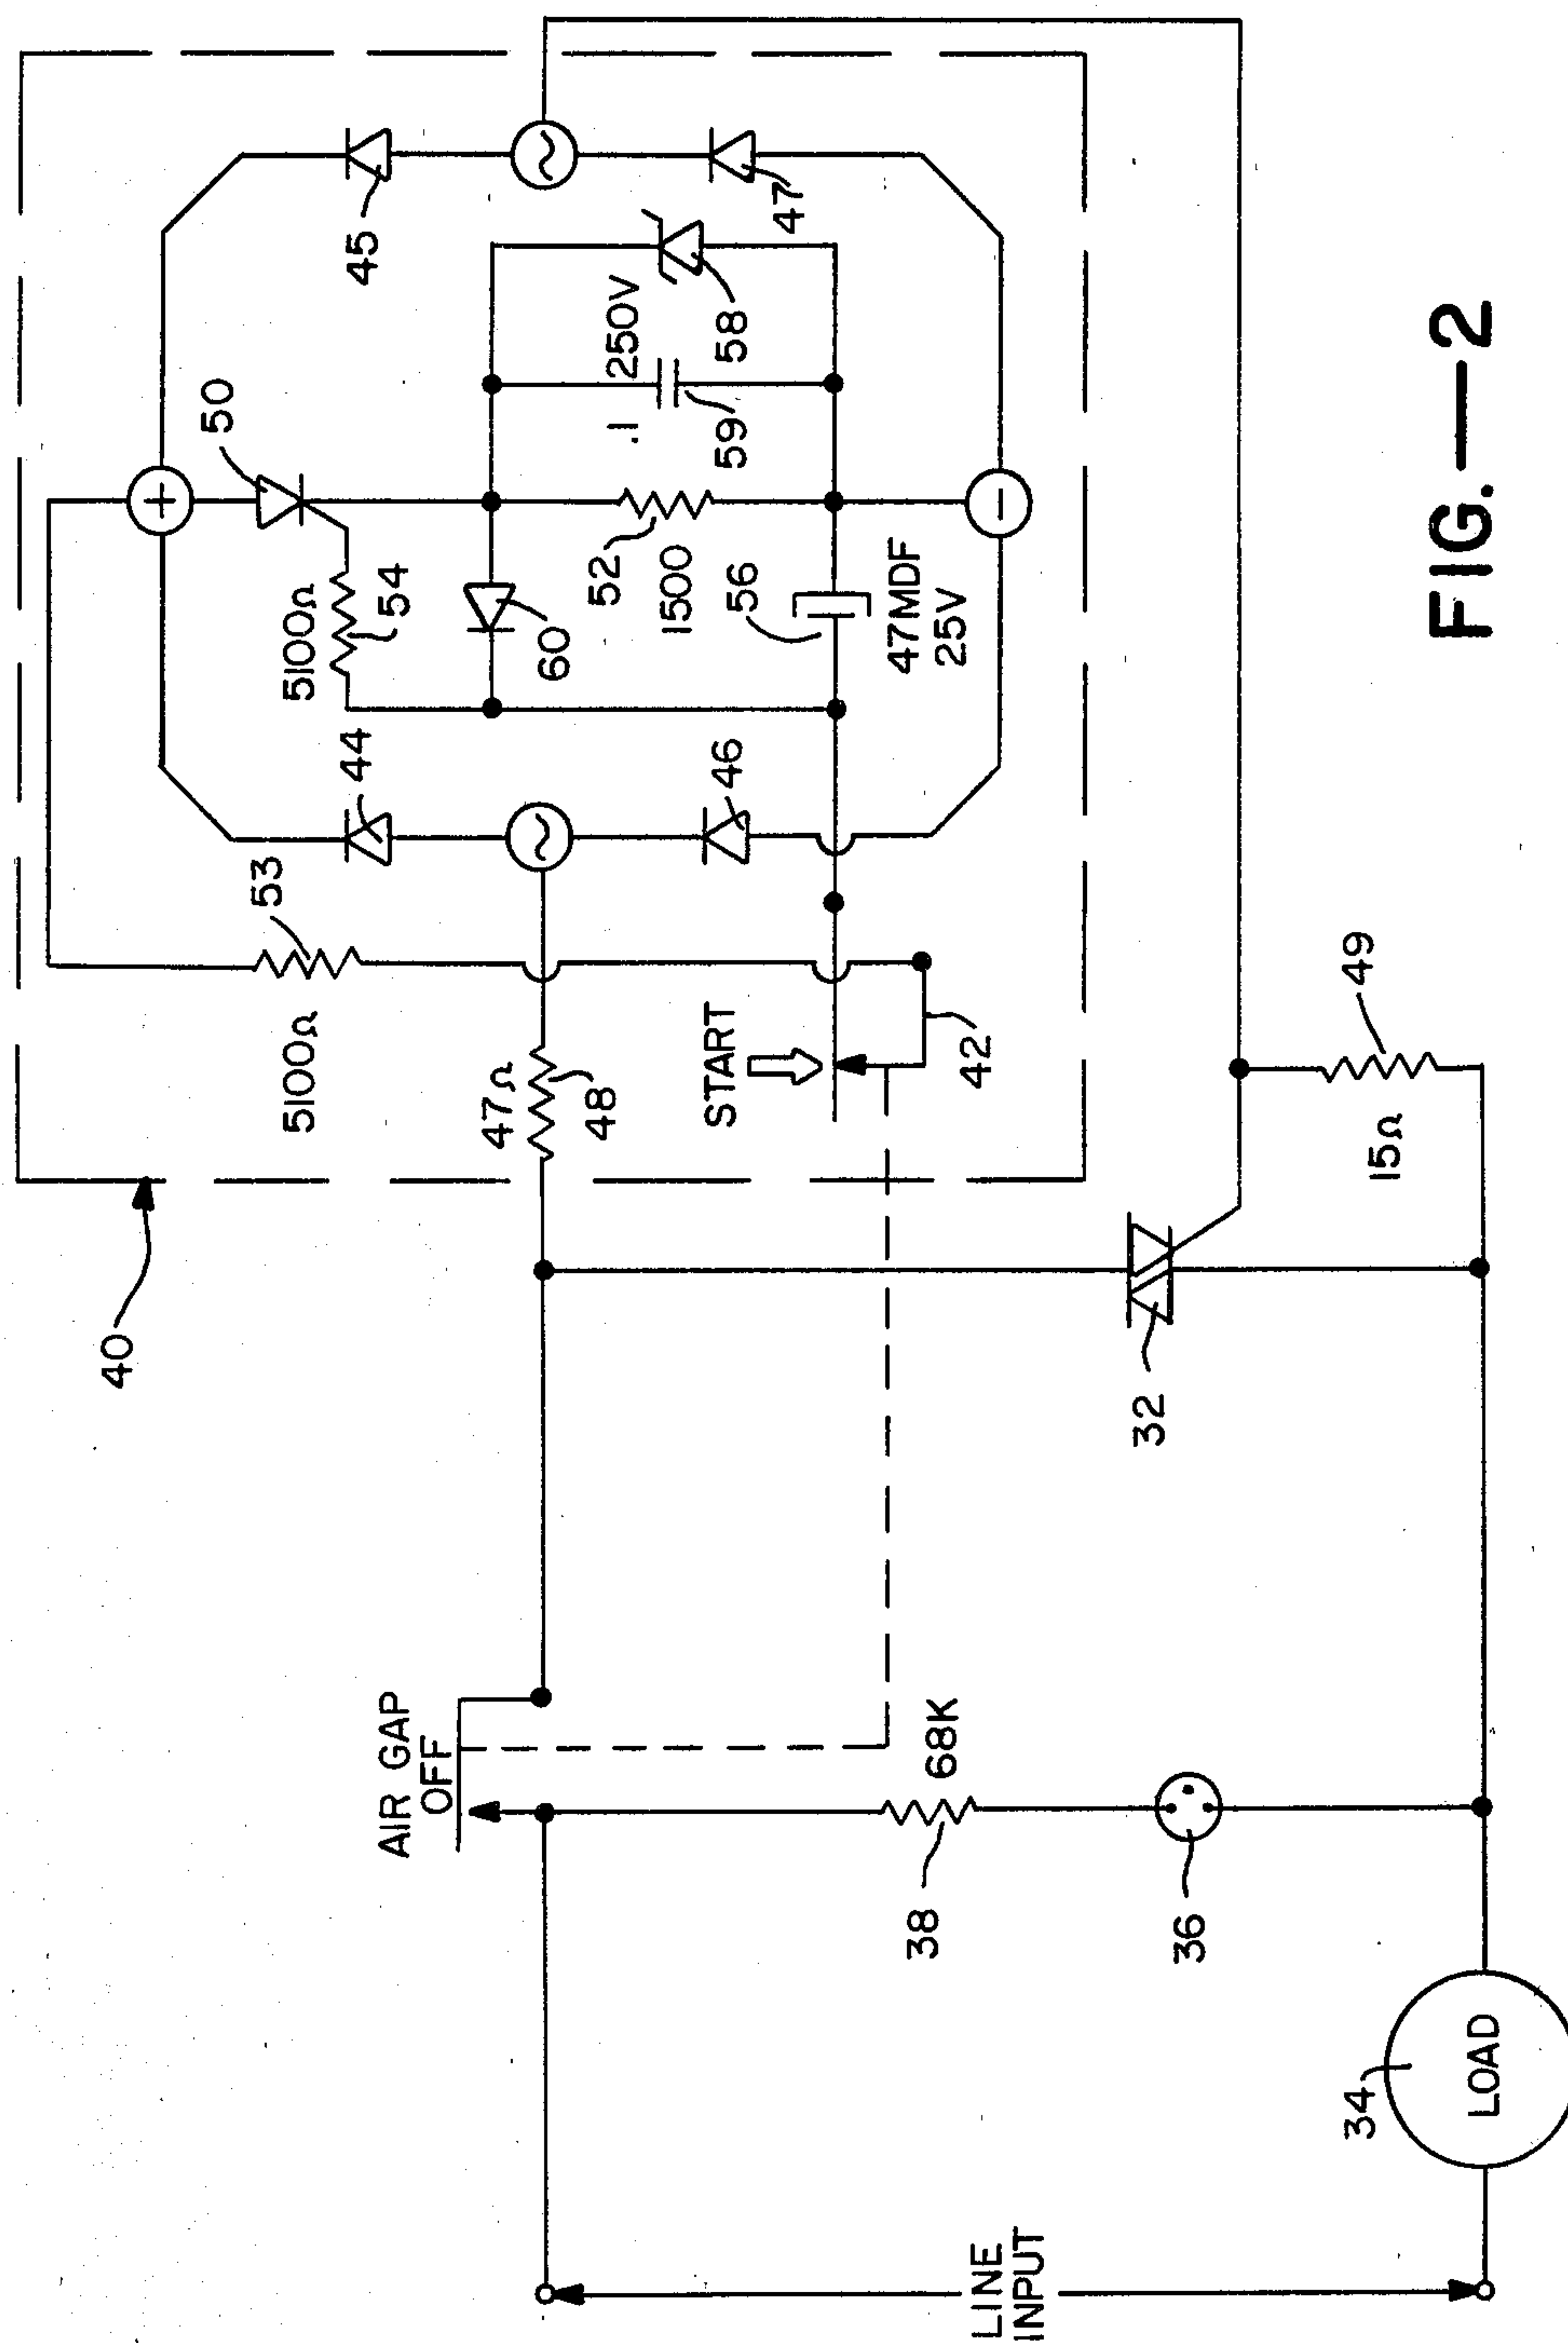 40
53
5100Ω
50
5100Ω
54
44
45
AIR GAP
OFF
47Ω
48
60
52
1500
.1 250V
59
58
47
START
46
56
47MDF
25V
42
68K
38
LINE
INPUT
36
32
49
15Ω
34
LOAD
FIG.—2